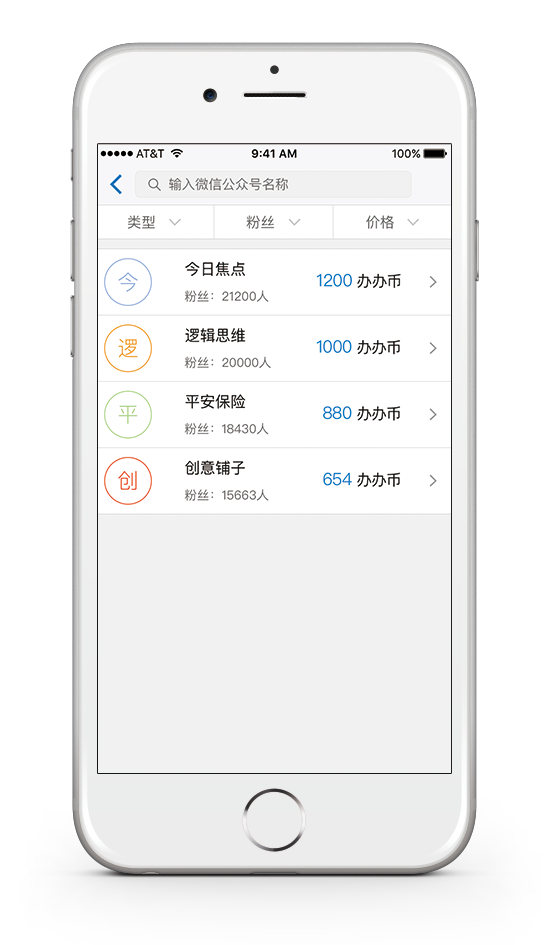 AT&T 9:41 AM 100%
输入微信公众号名称
类型 粉丝 价格
今 今日焦点 1200 办办币
粉丝：21200人
逻 逻辑思维 1000 办办币
粉丝：20000人
平 平安保险 880 办办币
粉丝：18430人
创 创意铺子 654 办办币
粉丝：15663人